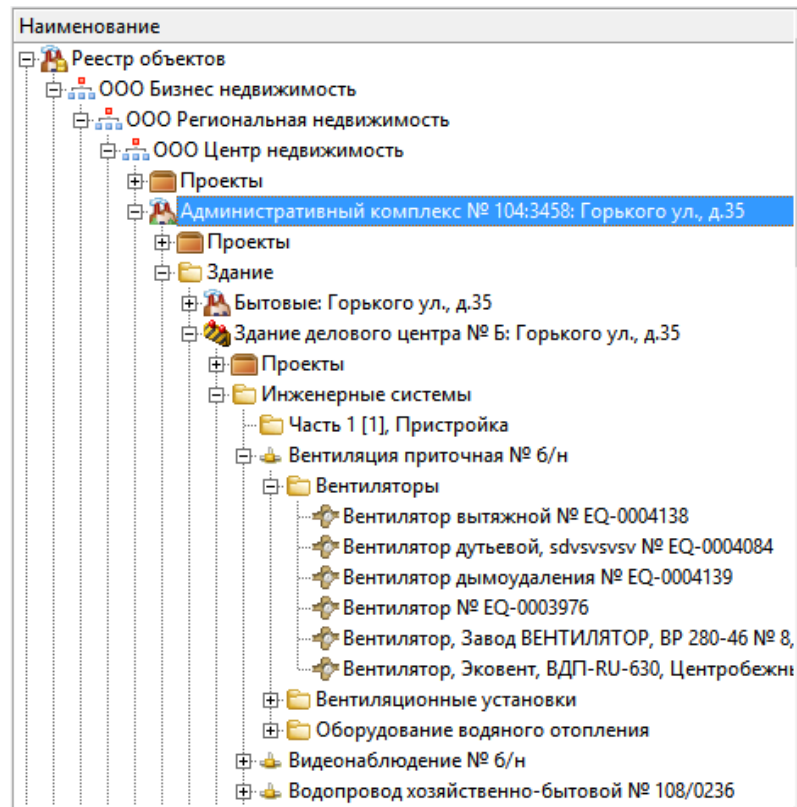 Наименование
Реестр объектов
ООО Бизнес недвижимость
ООО Региональная недвижимость
ООО Центр недвижимость
Проекты
Административный комплекс № 104:3458: Горького ул., д.35
Проекты
Здание
Бытовые: Горького ул., д.35
Здание делового центра № Б: Горького ул., д.35
Проекты
Инженерные системы
Часть 1 [1], Пристройка
Вентиляция приточная № б/н
Вентиляторы
Вентилятор вытяжной № EQ-0004138
Вентилятор дутьевой, sdvsvsvsv № EQ-0004084
Вентилятор дымоудаления № EQ-0004139
Вентилятор № EQ-0003976
Вентилятор, Завод ВЕНТИЛЯТОР, ВР 280-46 № 8,
Вентилятор, Эковент, ВДП-RU-630, Центробежны
Вентиляционные установки
Оборудование водяного отопления
Видеонаблюдение № б/н
Водопровод хозяйственно-бытовой № 108/0236